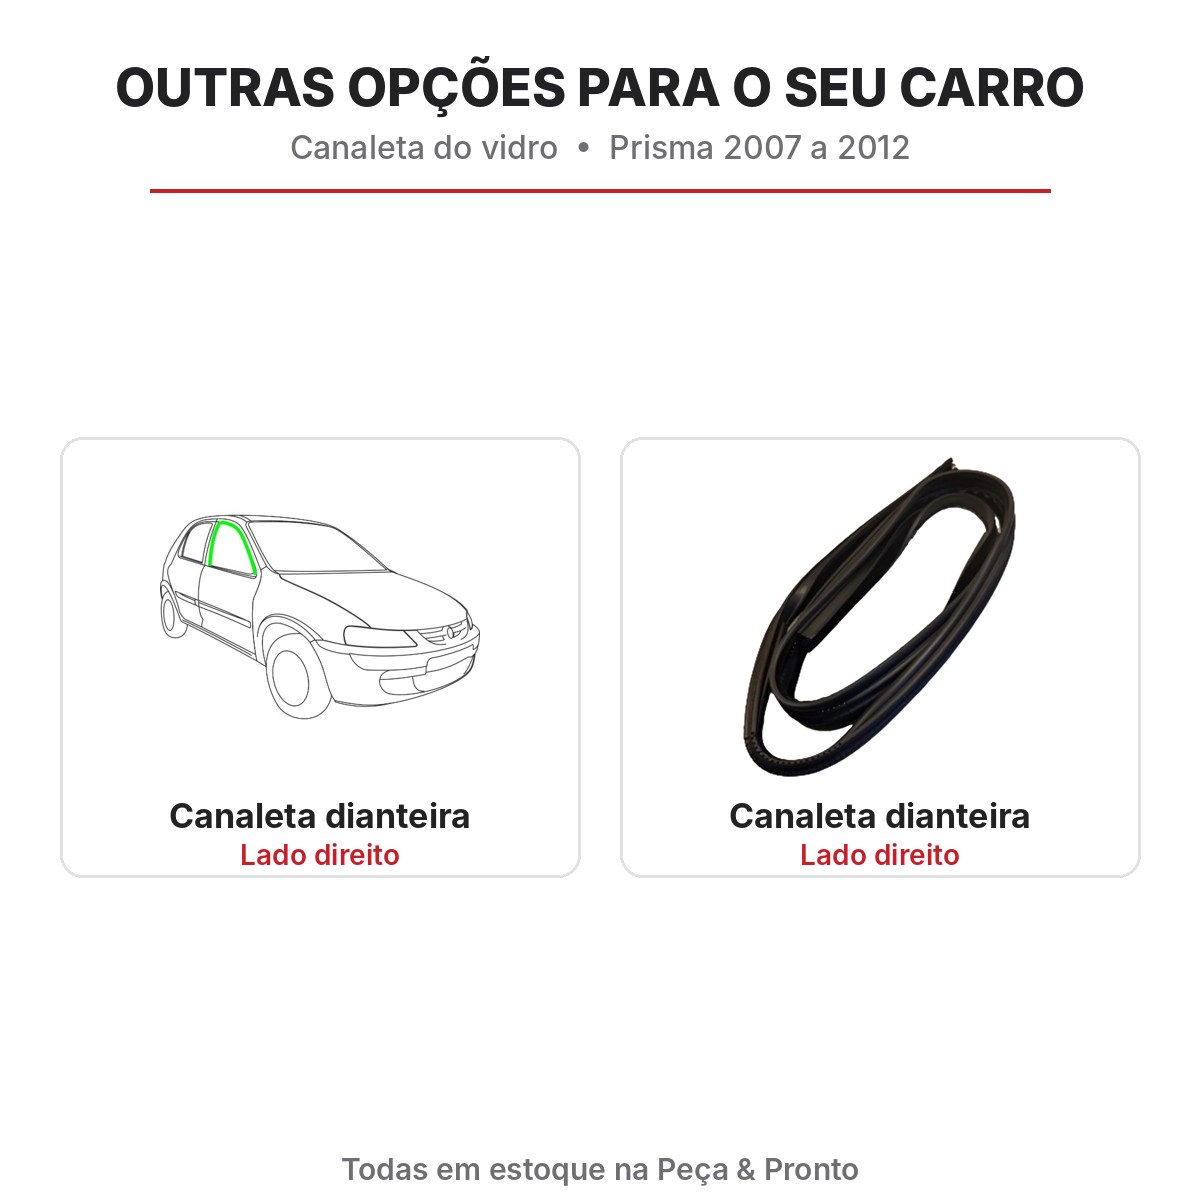 OUTRAS OPÇÕES PARA O SEU CARRO
Canaleta do vidro • Prisma 2007 a 2012
Canaleta dianteira
Lado direito
Canaleta dianteira
Lado direito
Todas em estoque na Peça & Pronto